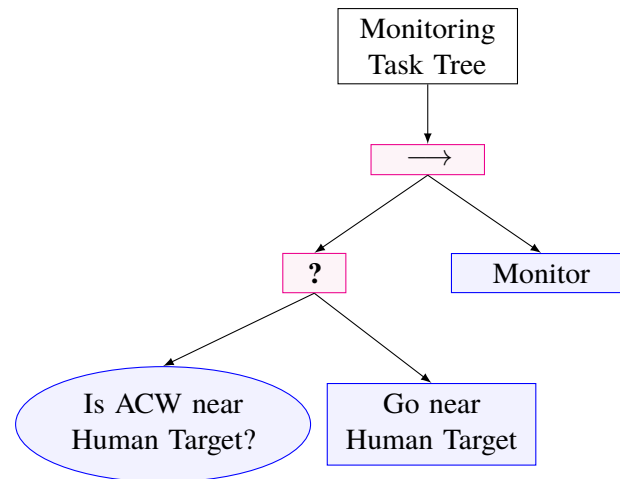 Monitoring
Task Tree
⟶
?
Monitor
Is ACW near
Human Target?
Go near
Human Target